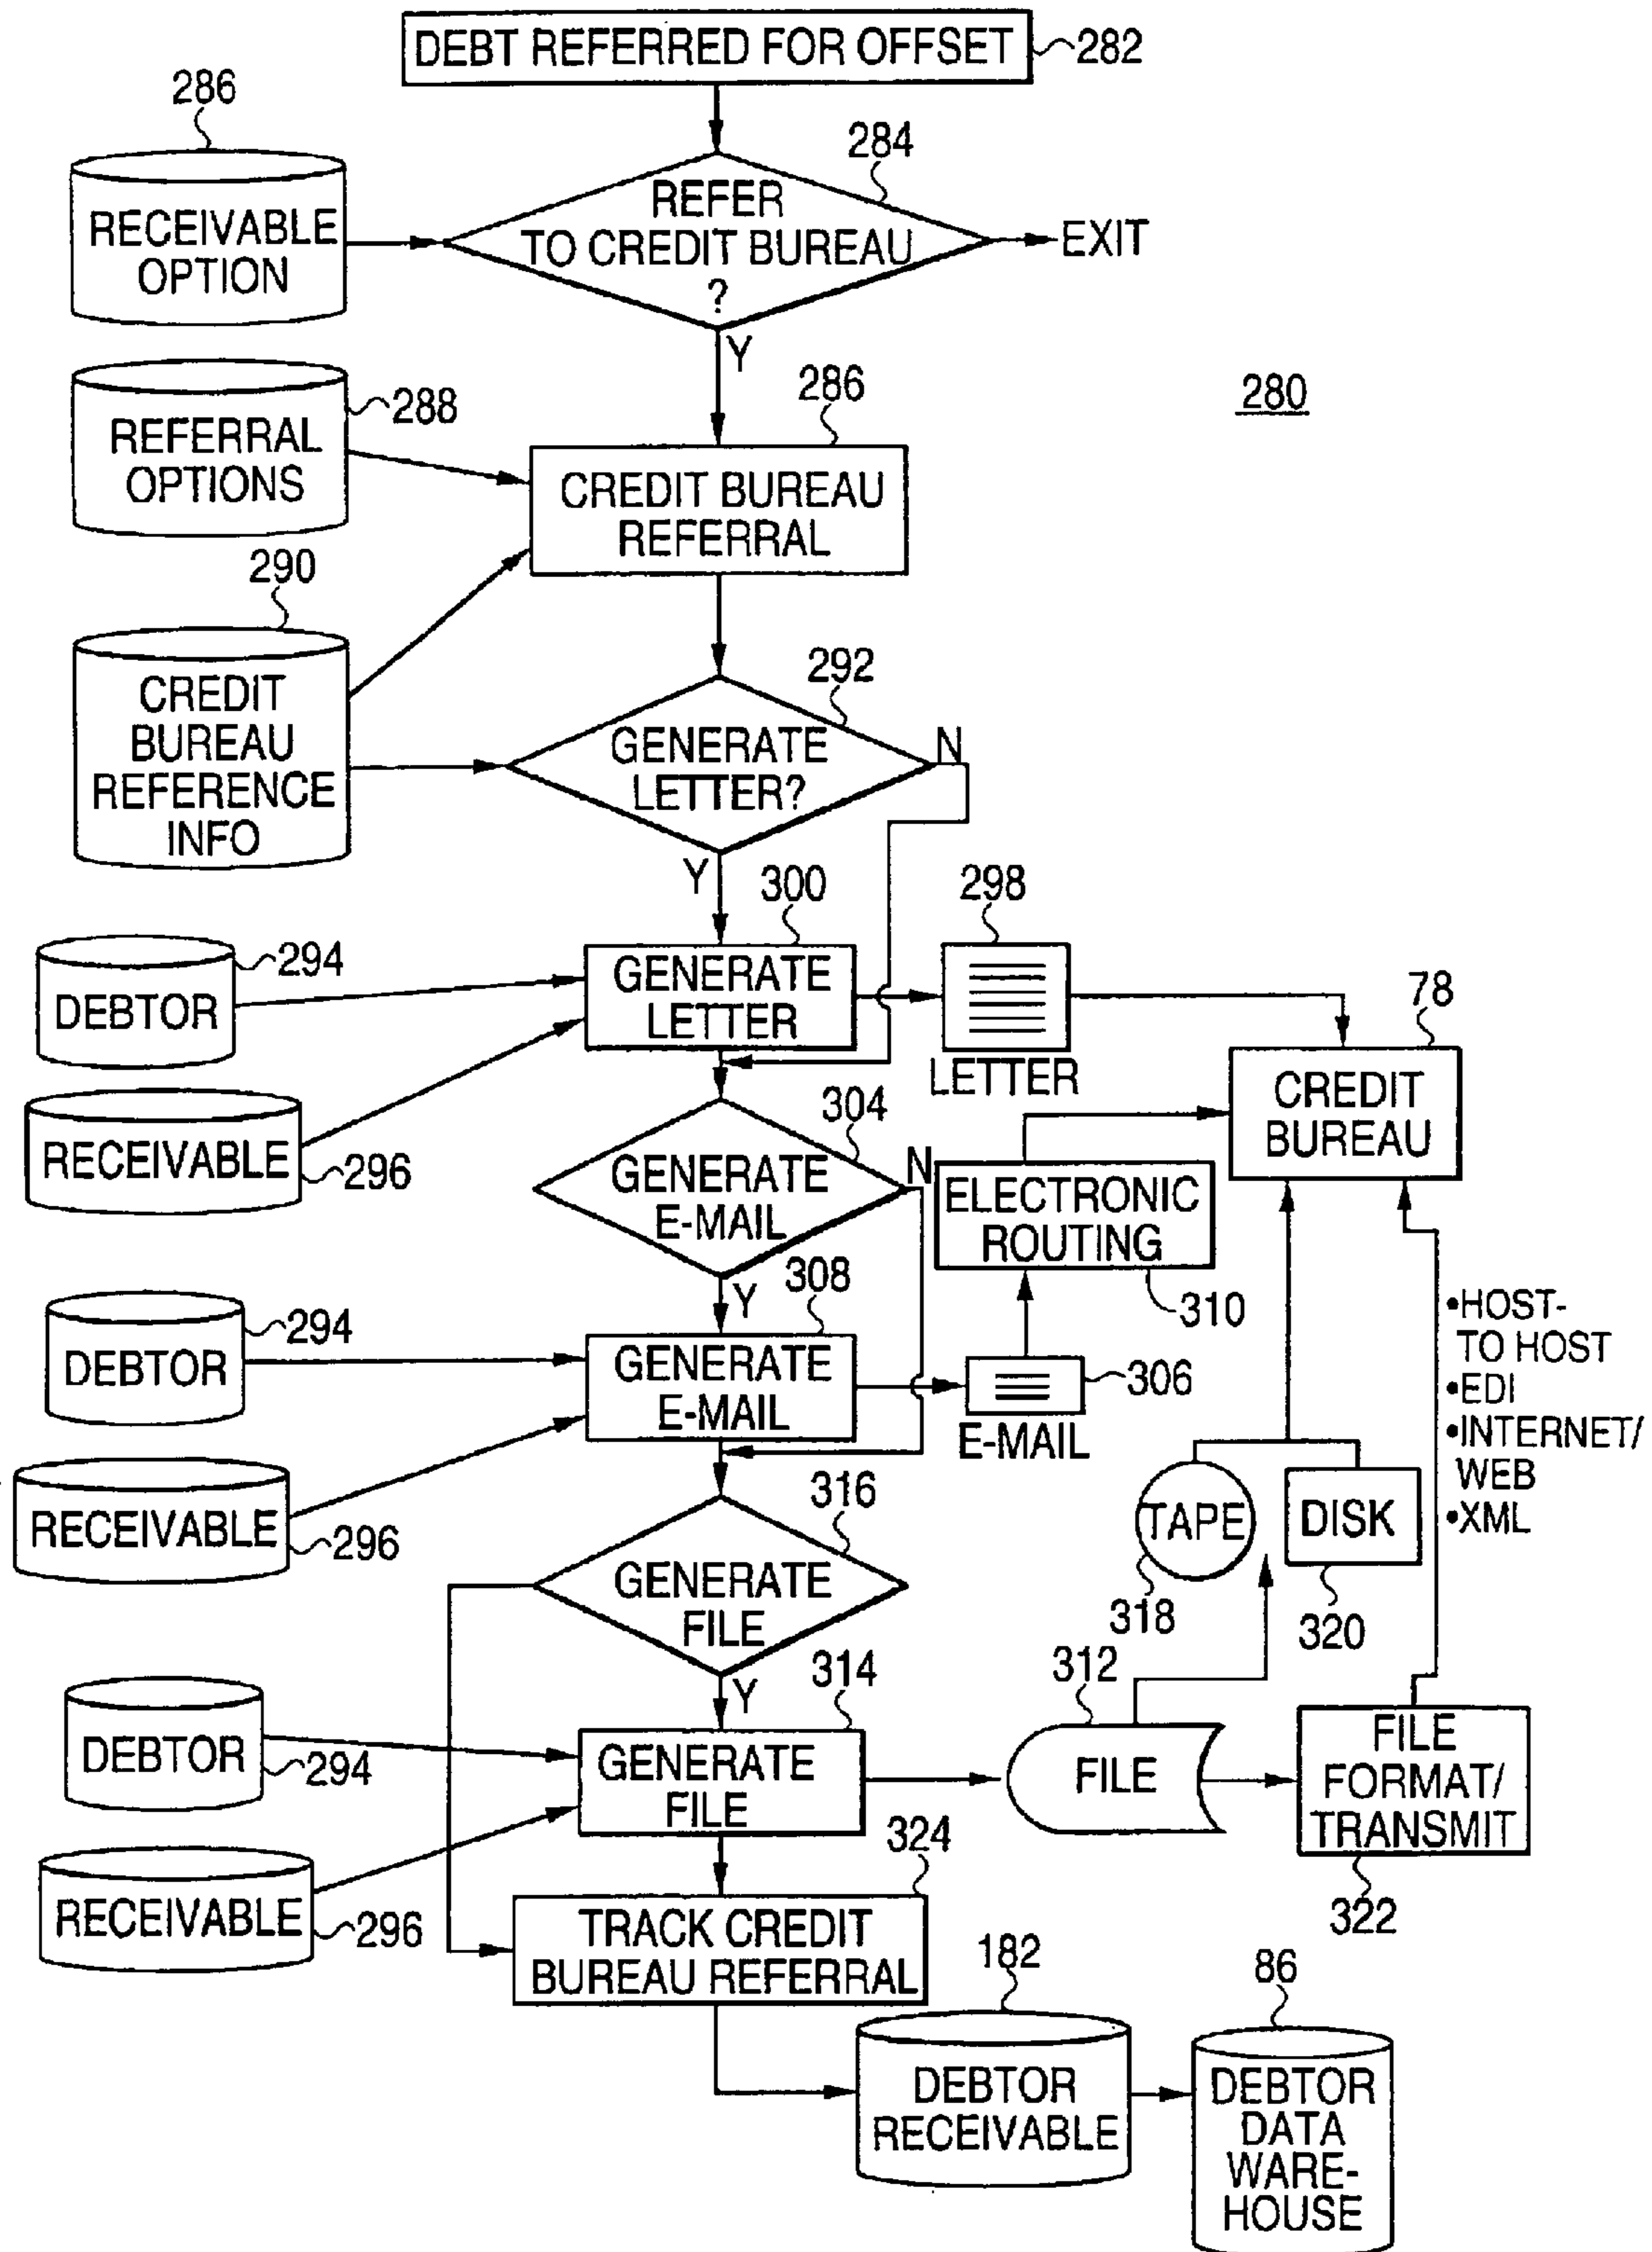 DEBT REFERRED FOR OFFSET
282
286
284
RECEIVABLE
OPTION
REFER
TO CREDIT BUREAU
?
EXIT
Y
280
288
REFERRAL
OPTIONS
286
CREDIT BUREAU
REFERRAL
290
CREDIT
BUREAU
REFERENCE
INFO
292
GENERATE
LETTER?
N
Y
300
298
294
DEBTOR
GENERATE
LETTER
LETTER
78
CREDIT
BUREAU
RECEIVABLE
296
304
GENERATE
E-MAIL
N
ELECTRONIC
ROUTING
310
Y
308
294
DEBTOR
GENERATE
E-MAIL
306
E-MAIL
•HOST-
TO HOST
•EDI
•INTERNET/
WEB
•XML
RECEIVABLE
296
316
GENERATE
FILE
TAPE
318
DISK
320
Y
314
312
294
DEBTOR
GENERATE
FILE
FILE
FILE
FORMAT/
TRANSMIT
322
RECEIVABLE
296
324
TRACK CREDIT
BUREAU REFERRAL
182
DEBTOR
RECEIVABLE
86
DEBTOR
DATA
WARE-
HOUSE